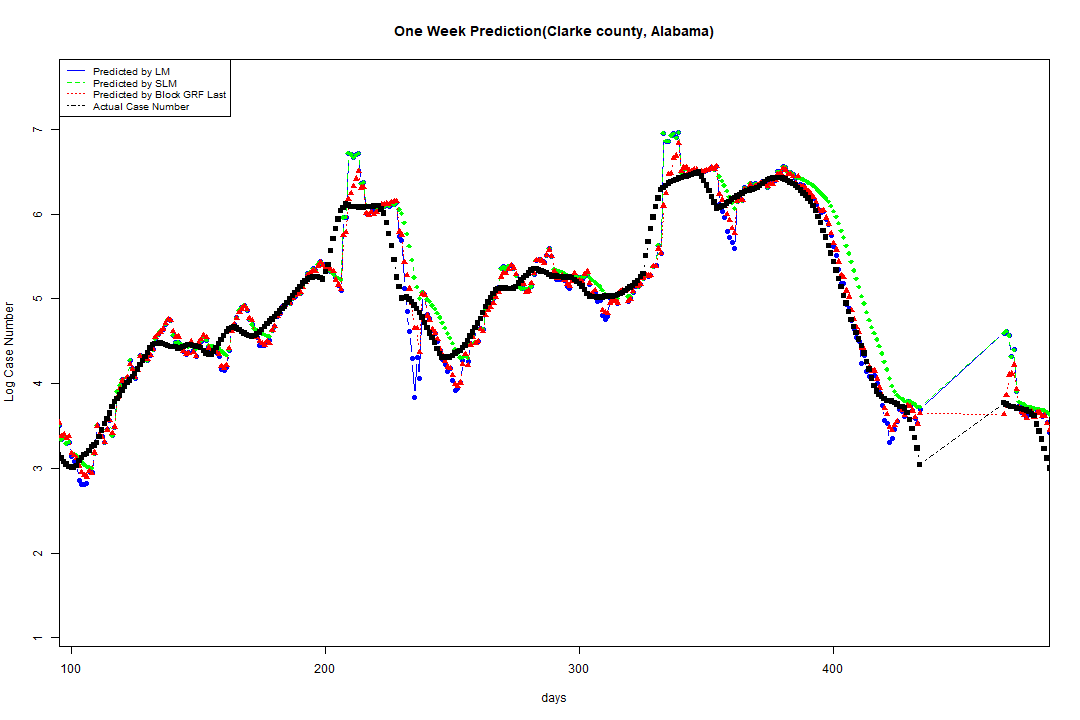 One Week Prediction(Clarke county, Alabama)
Predicted by LM
Predicted by SLM
Predicted by Block GRF Last
Actual Case Number
7
6
5
4
3
2
1
Log Case Number
100 200 300 400
days